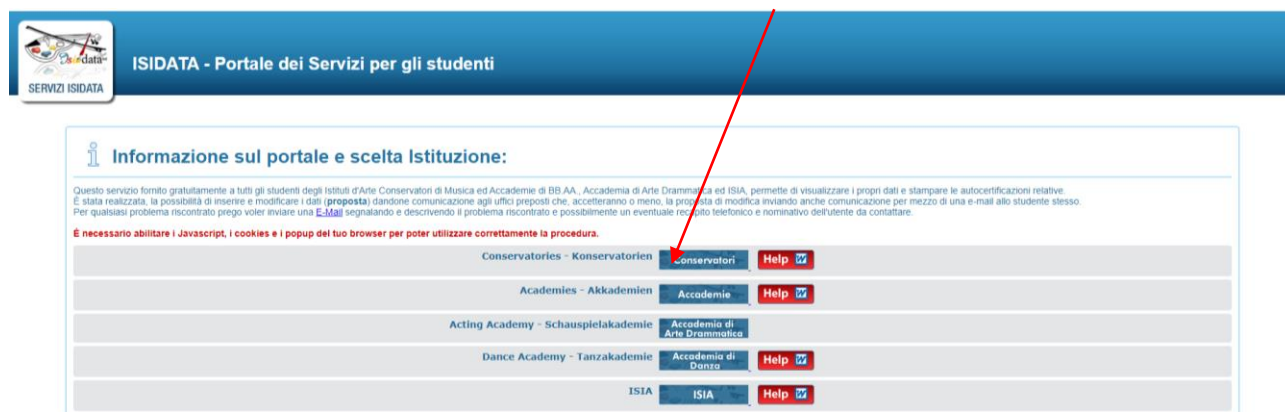 Isidata
SERVIZI ISIDATA
ISIDATA - Portale dei Servizi per gli studenti
Informazione sul portale e scelta Istituzione:
Questo servizio fornito gratuitamente a tutti gli studenti degli Istituti d'Arte Conservatori di Musica ed Accademie di BB.AA., Accademia di Arte Drammatica ed ISIA, permette di visualizzare i propri dati e stampare le autocertificazioni relative.
È stata realizzata, la possibilità di inserire e modificare i dati (proposta) dandone comunicazione agli uffici preposti che, accetteranno o meno, la proposta di modifica inviando anche comunicazione per mezzo di una e-mail allo studente stesso.
Per qualsiasi problema riscontrato prego voler inviare una E-Mail segnalando e descrivendo il problema riscontrato e possibilmente un eventuale recapito telefonico e nominativo dell'utente da contattare.
È necessario abilitare i Javascript, i cookies e i popup del tuo browser per poter utilizzare correttamente la procedura.
Conservatories - Konservatorien Conservatori Help
Academies - Akkademien Accademie Help
Acting Academy - Schauspielakademie Accademia di Arte Drammatica
Dance Academy - Tanzakademie Accademia di Danza Help
ISIA ISIA Help